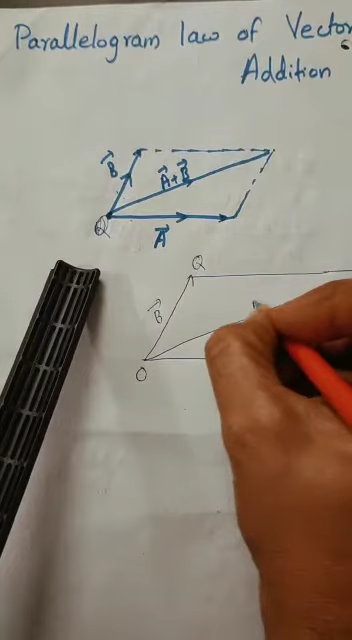 Parallelogram law of Vector
Addition
B⃗
A⃗+B⃗
Q
A⃗
Q
B⃗
O